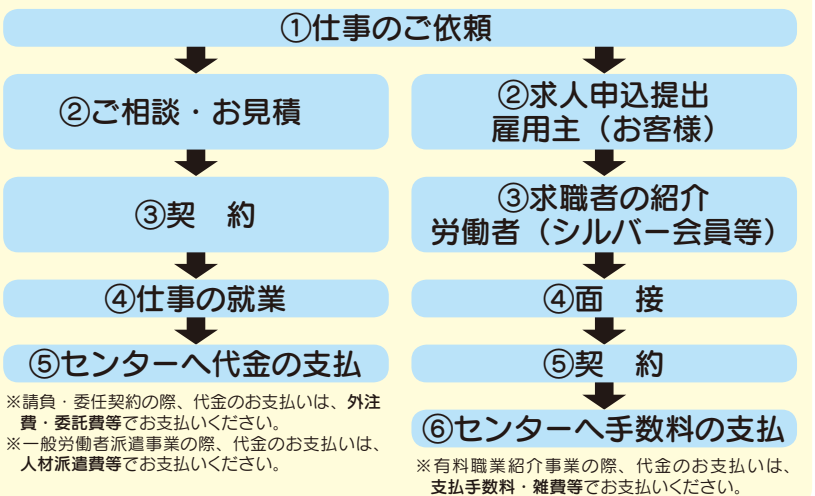 ①仕事のご依頼
②ご相談・お見積
③契　約
④仕事の就業
⑤センターへ代金の支払
※請負・委任契約の際、代金のお支払いは、外注
費・委託費等でお支払いください。
※一般労働者派遣事業の際、代金のお支払いは、
人材派遣費等でお支払いください。
②求人申込提出
雇用主（お客様）
③求職者の紹介
労働者（シルバー会員等）
④面　接
⑤契　約
⑥センターへ手数料の支払
※有料職業紹介事業の際、代金のお支払いは、
支払手数料・雑費等でお支払いください。